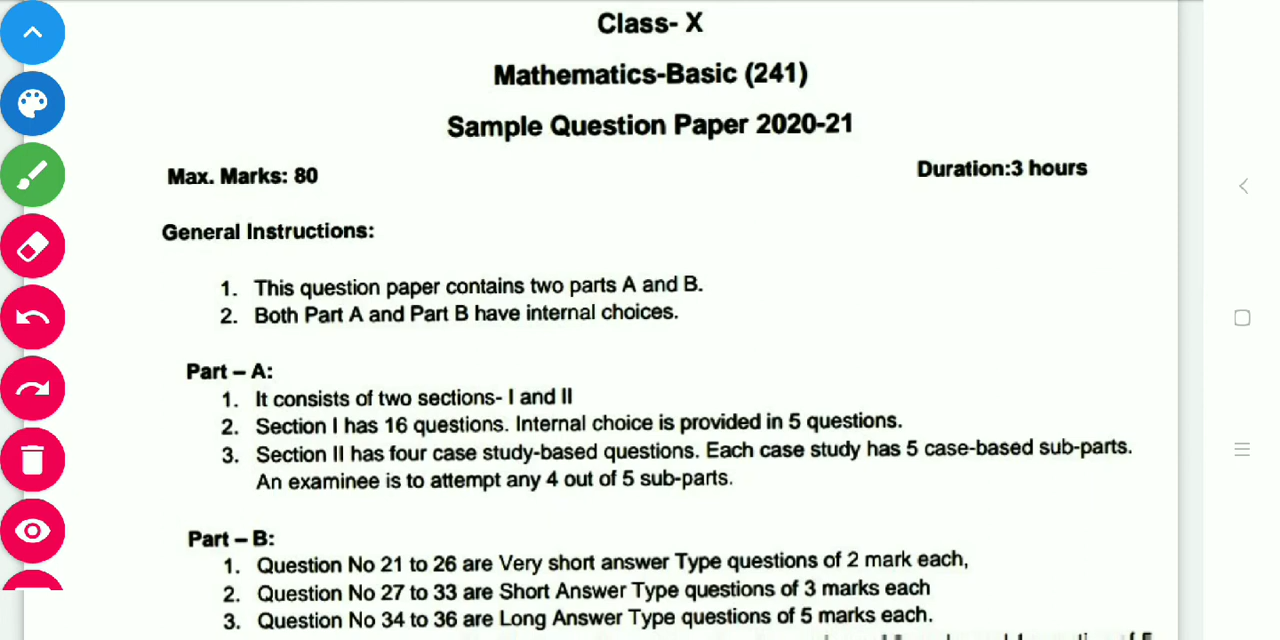 Class- X
Mathematics-Basic (241)
Sample Question Paper 2020-21
Max. Marks: 80
Duration:3 hours
General Instructions:
1. This question paper contains two parts A and B.
2. Both Part A and Part B have internal choices.
Part – A:
1. It consists of two sections- I and II
2. Section I has 16 questions. Internal choice is provided in 5 questions.
3. Section II has four case study-based questions. Each case study has 5 case-based sub-parts.
An examinee is to attempt any 4 out of 5 sub-parts.
Part – B:
1. Question No 21 to 26 are Very short answer Type questions of 2 mark each,
2. Question No 27 to 33 are Short Answer Type questions of 3 marks each
3. Question No 34 to 36 are Long Answer Type questions of 5 marks each.